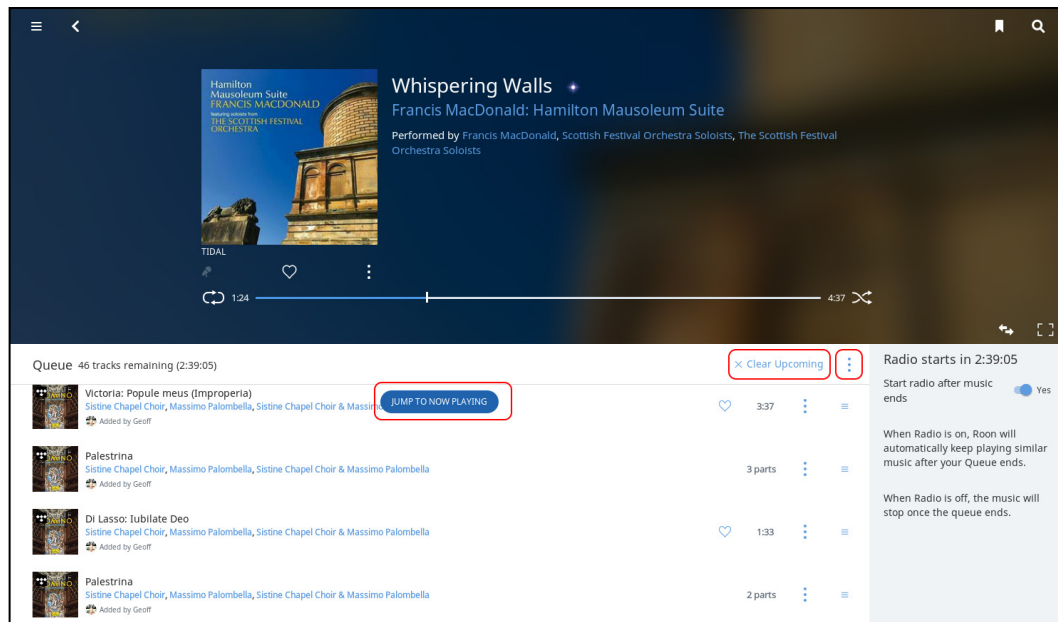 Hamilton
Mausoleum Suite
FRANCIS MACDONALD
featuring soloists from
THE SCOTTISH FESTIVAL
ORCHESTRA
TIDAL
Whispering Walls
Francis MacDonald: Hamilton Mausoleum Suite
Performed by Francis MacDonald, Scottish Festival Orchestra Soloists, The Scottish Festival
Orchestra Soloists
1:24
4:37
Queue 46 tracks remaining (2:39:05)
× Clear Upcoming
Victoria: Popule meus (Improperia)
Sistine Chapel Choir, Massimo Palombella, Sistine Chapel Choir & Massimo
JUMP TO NOW PLAYING
3:37
Added by Geoff
Palestrina
Sistine Chapel Choir, Massimo Palombella, Sistine Chapel Choir & Massimo Palombella
3 parts
Added by Geoff
Di Lasso: Iubilate Deo
Sistine Chapel Choir, Massimo Palombella, Sistine Chapel Choir & Massimo Palombella
1:33
Added by Geoff
Palestrina
Sistine Chapel Choir, Massimo Palombella, Sistine Chapel Choir & Massimo Palombella
2 parts
Added by Geoff
Radio starts in 2:39:05
Start radio after music
ends
Yes
When Radio is on, Roon will
automatically keep playing similar
music after your Queue ends.
When Radio is off, the music will
stop once the queue ends.